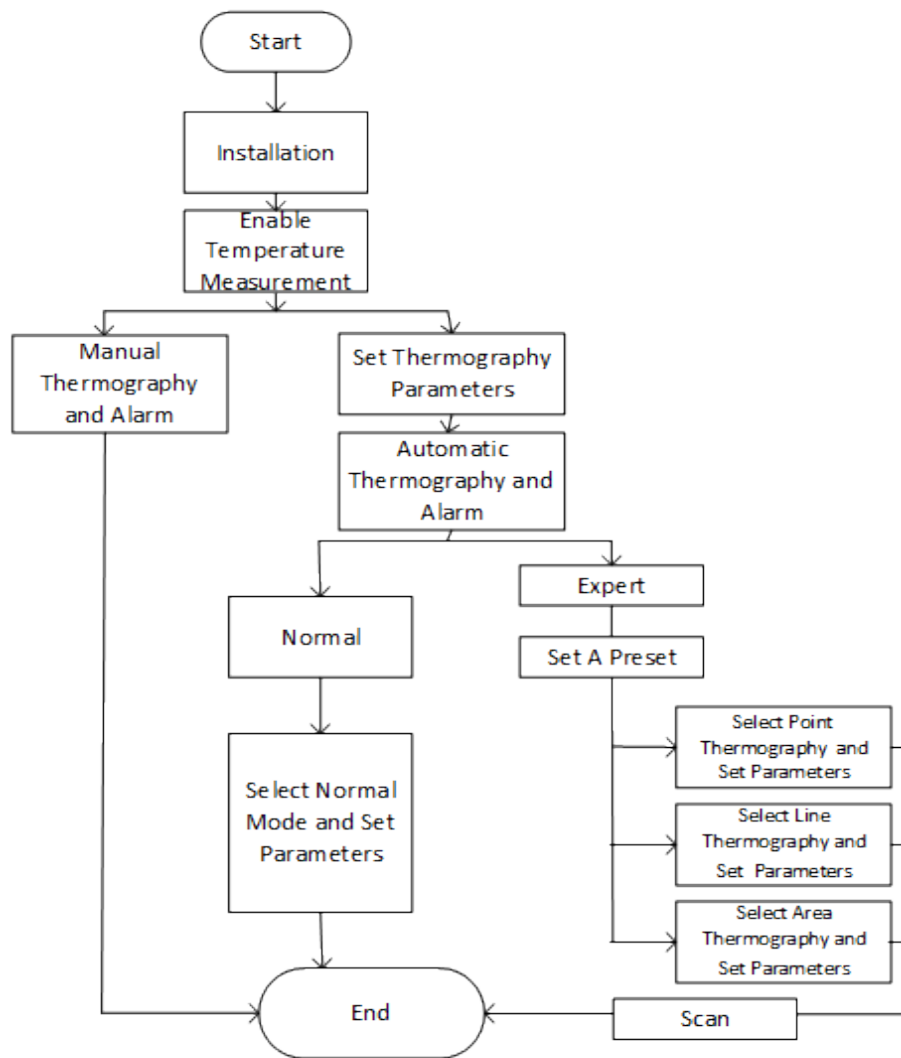 Start
Installation
Enable
Temperature
Measurement
Manual
Thermography
and Alarm
Set Thermography
Parameters
Automatic
Thermography and
Alarm
Normal
Expert
Set A Preset
Select Normal
Mode and Set
Parameters
Select Point
Thermography and
Set Parameters
Select Line
Thermography and
Set Parameters
Select Area
Thermography and
Set Parameters
End
Scan